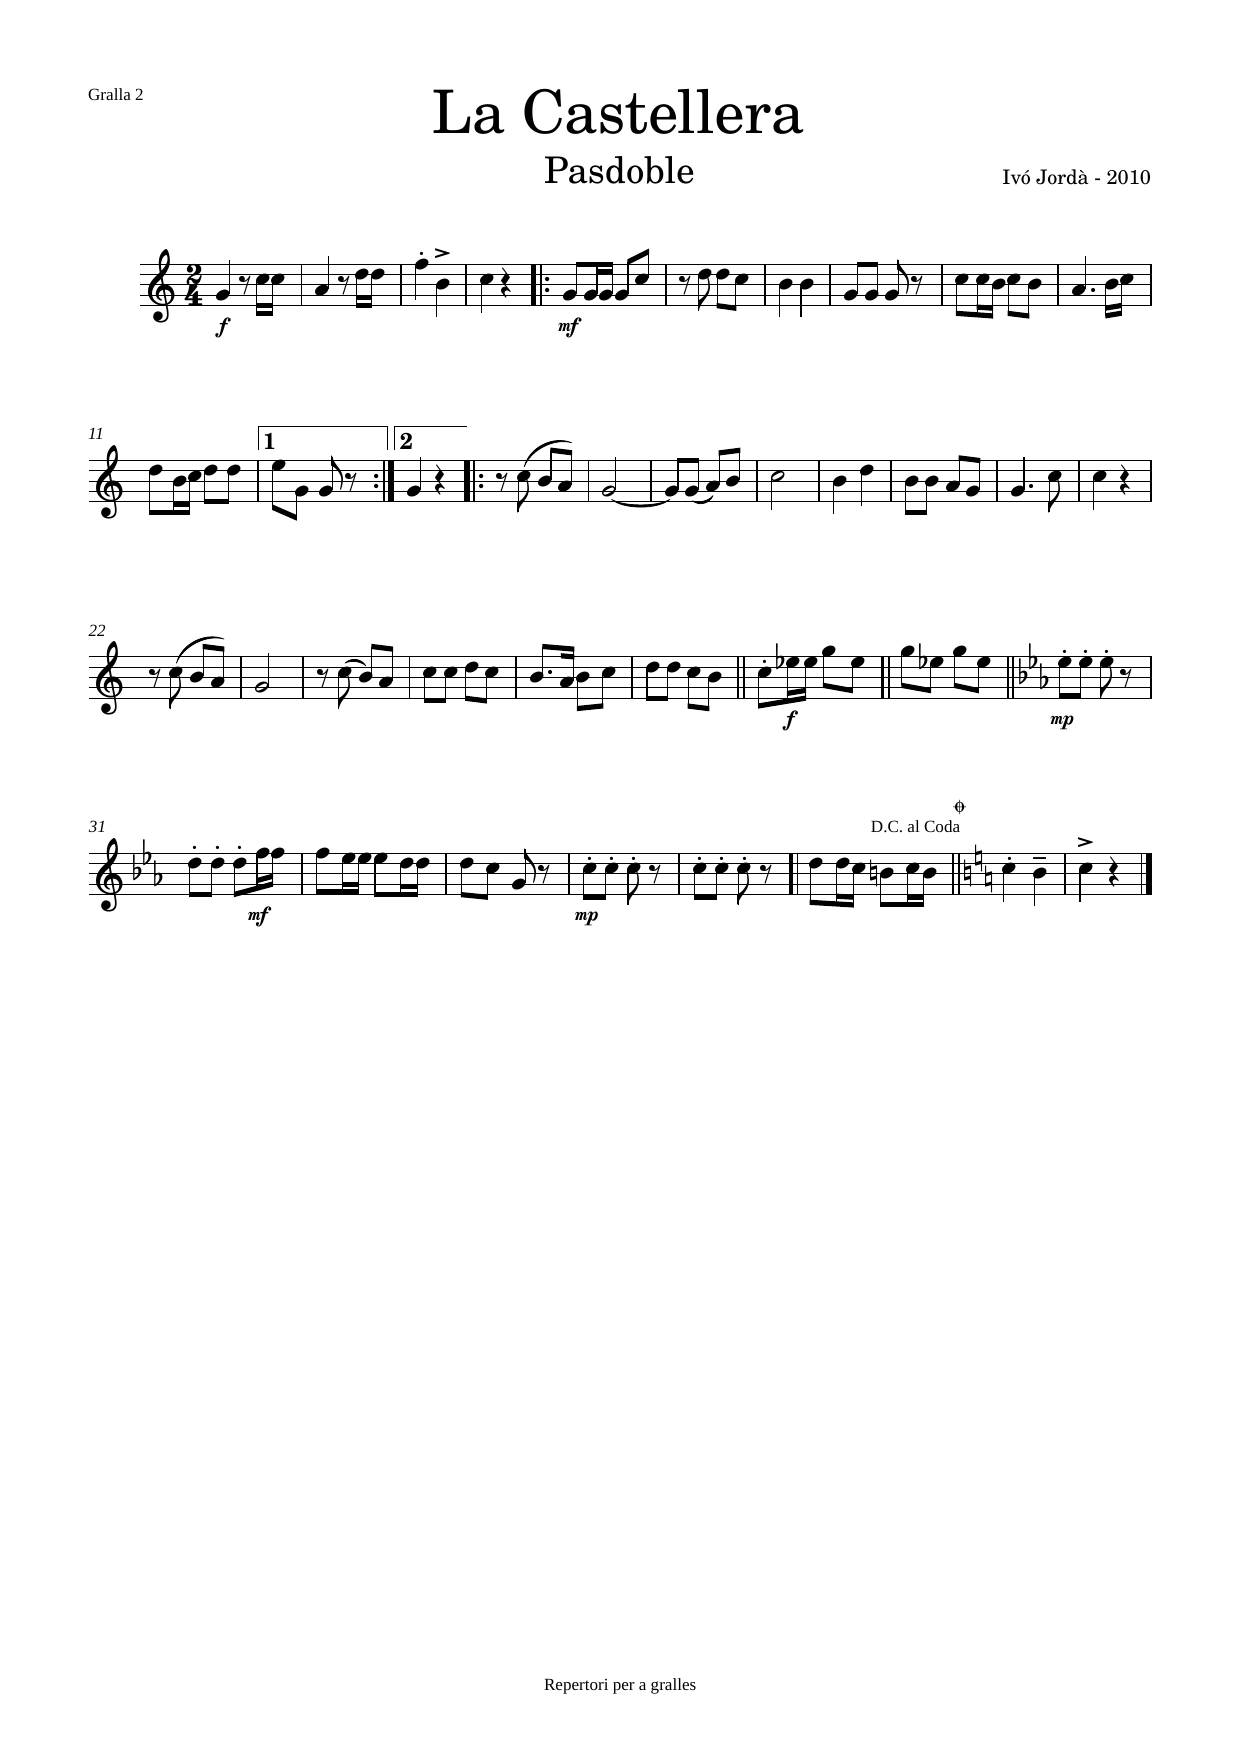 Gralla 2
La Castellera
Pasdoble
Ivó Jordà - 2010
2
4
f
mf
11
1
2
22
f
mp
31
D.C. al Coda
mf
mp
Repertori per a gralles